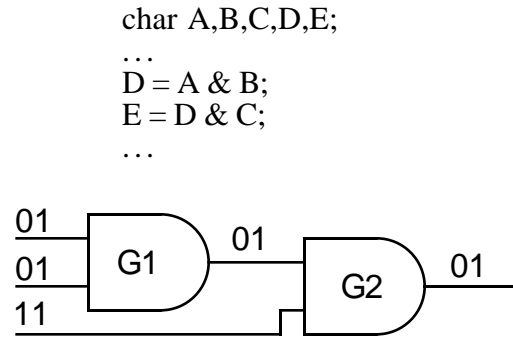 char A,B,C,D,E;
...
D = A & B;
E = D & C;
...
01
01
01
G1
01
G2
11